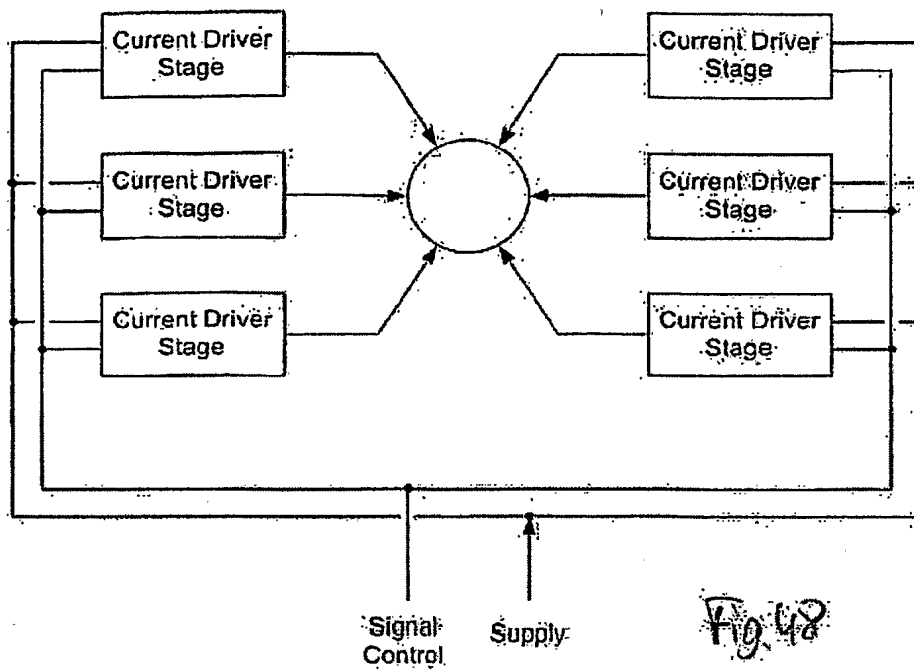 Current Driver
Stage
Current Driver
Stage
Current Driver
Stage
Current Driver
Stage
Current Driver
Stage
Current Driver
Stage
Signal
Control
Supply
Fig. 48